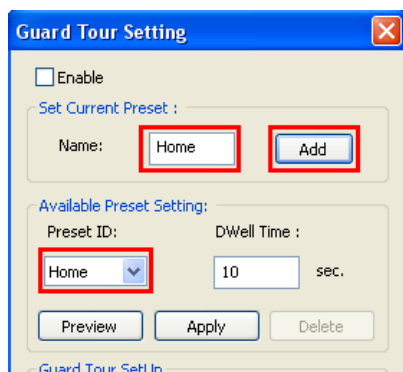 Guard Tour Setting
Enable
Set Current Preset :
Name: Home Add
Available Preset Setting:
Preset ID: DWell Time :
Home 10 sec.
Preview Apply Delete
Guard Tour SetUp